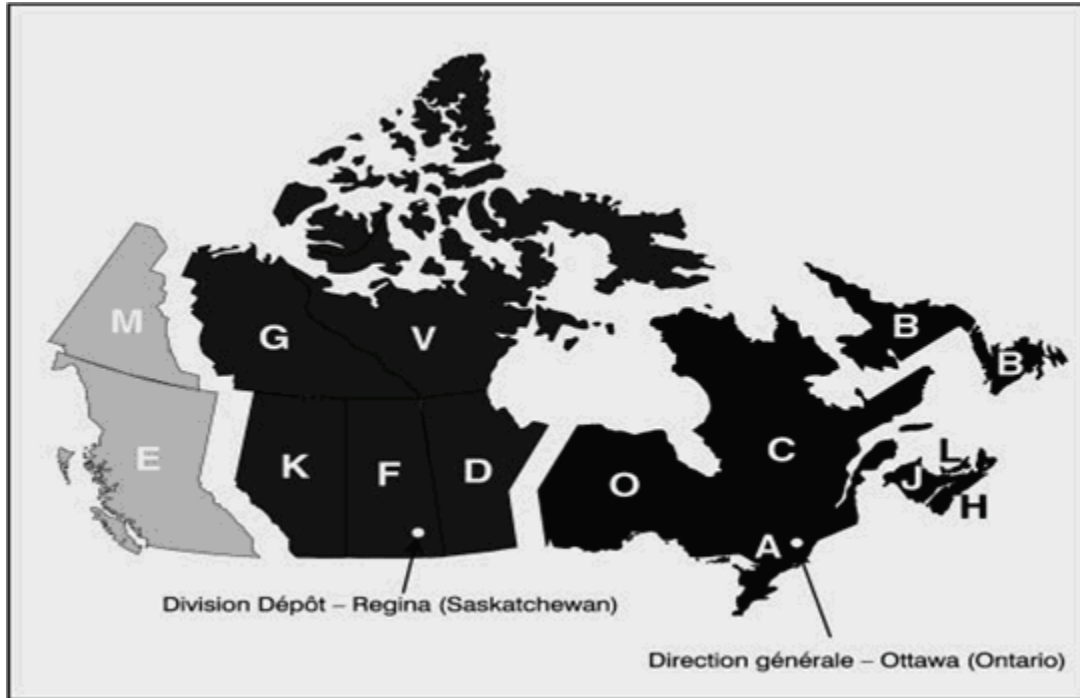 M
G
V
B
B
E
K
F
D
O
C
L
J
H
A
Division Dépôt – Regina (Saskatchewan)
Direction générale – Ottawa (Ontario)